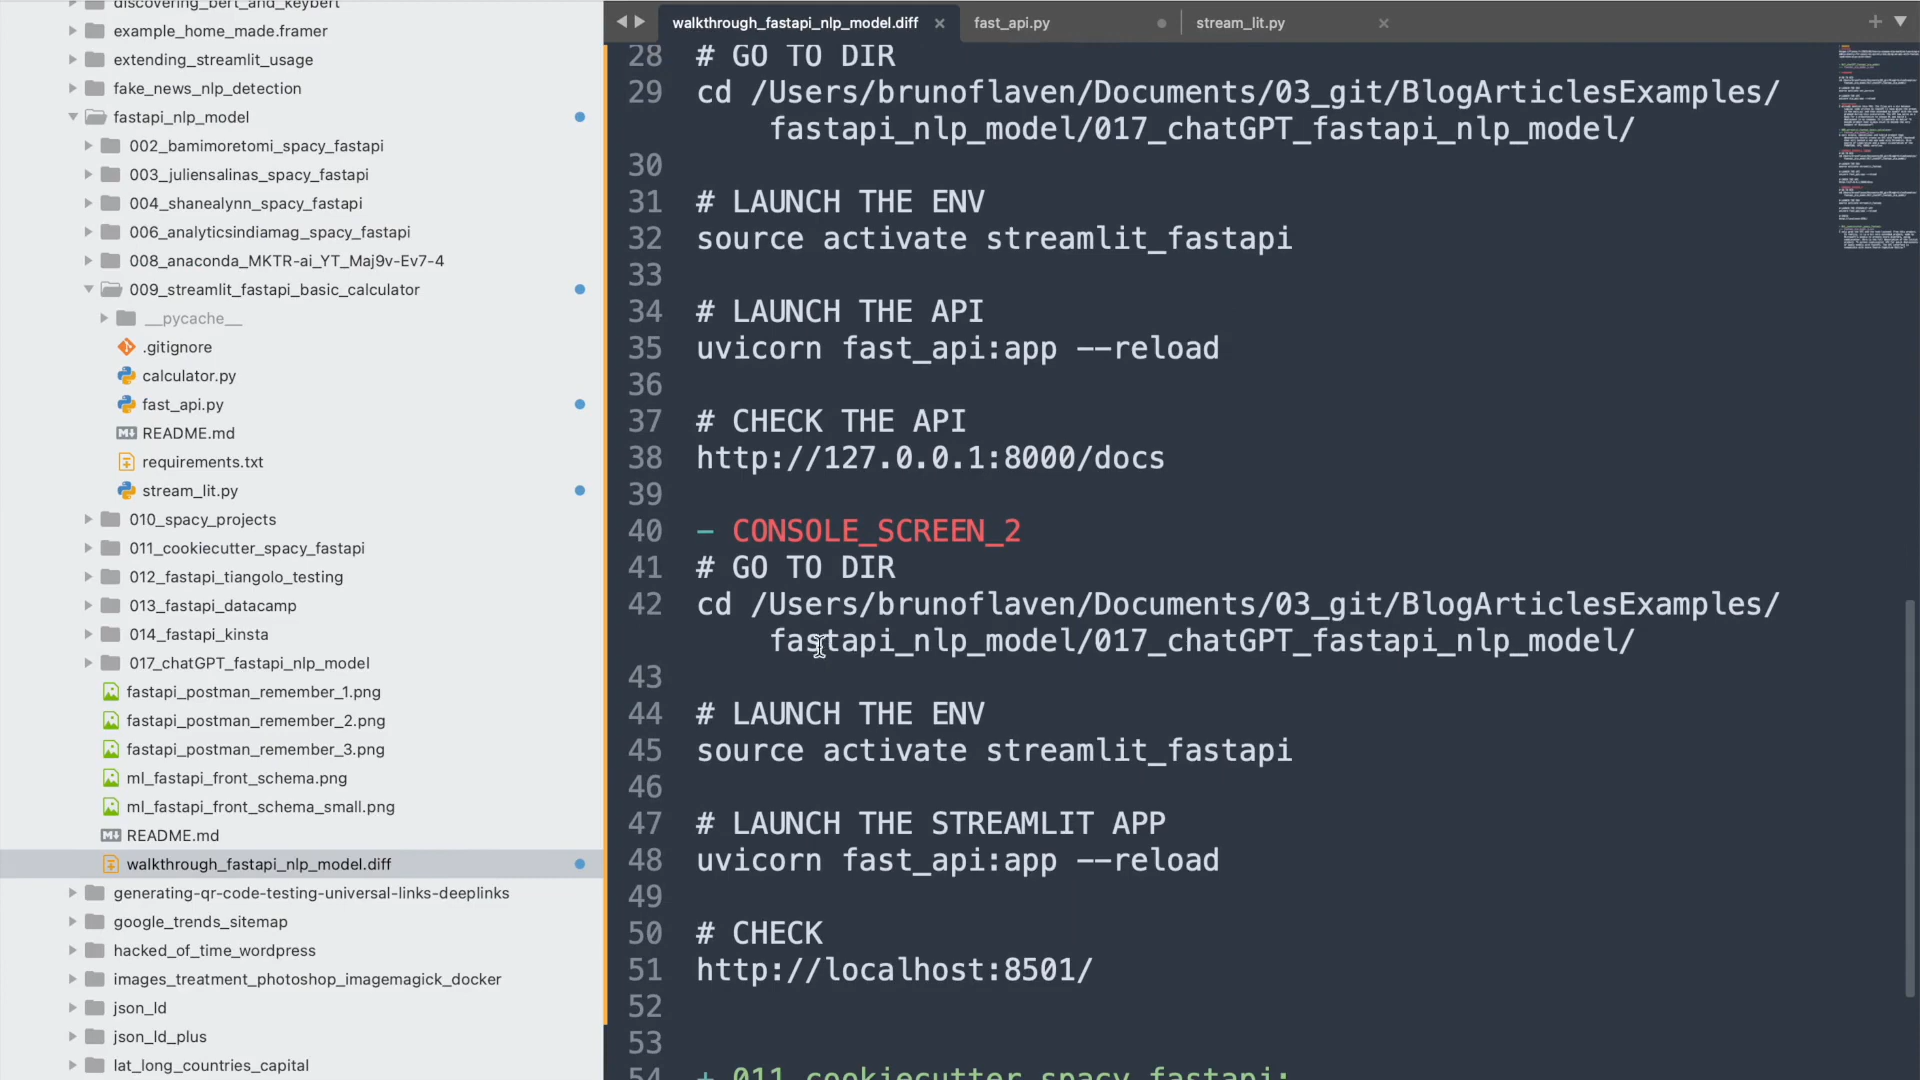 discovering_bert_and_keybert
example_home_made.framer
extending_streamlit_usage
fake_news_nlp_detection
fastapi_nlp_model
002_bamimoretomi_spacy_fastapi
003_juliensalinas_spacy_fastapi
004_shanealynn_spacy_fastapi
006_analyticsindiamag_spacy_fastapi
008_anaconda_MKTR-ai_YT_Maj9v-Ev7-4
009_streamlit_fastapi_basic_calculator
__pycache__
.gitignore
calculator.py
fast_api.py
README.md
requirements.txt
stream_lit.py
010_spacy_projects
011_cookiecutter_spacy_fastapi
012_fastapi_tiangolo_testing
013_fastapi_datacamp
014_fastapi_kinsta
017_chatGPT_fastapi_nlp_model
fastapi_postman_remember_1.png
fastapi_postman_remember_2.png
fastapi_postman_remember_3.png
ml_fastapi_front_schema.png
ml_fastapi_front_schema_small.png
README.md
walkthrough_fastapi_nlp_model.diff
generating-qr-code-testing-universal-links-deeplinks
google_trends_sitemap
hacked_of_time_wordpress
images_treatment_photoshop_imagemagick_docker
json_ld
json_ld_plus
lat_long_countries_capital
walkthrough_fastapi_nlp_model.diff × fast_api.py stream_lit.py ×
28 # GO TO DIR
29 cd /Users/brunoflaven/Documents/03_git/BlogArticlesExamples/
fastapi_nlp_model/017_chatGPT_fastapi_nlp_model/
30
31 # LAUNCH THE ENV
32 source activate streamlit_fastapi
33
34 # LAUNCH THE API
35 uvicorn fast_api:app --reload
36
37 # CHECK THE API
38 http://127.0.0.1:8000/docs
39
40 - CONSOLE_SCREEN_2
41 # GO TO DIR
42 cd /Users/brunoflaven/Documents/03_git/BlogArticlesExamples/
fastapi_nlp_model/017_chatGPT_fastapi_nlp_model/
43
44 # LAUNCH THE ENV
45 source activate streamlit_fastapi
46
47 # LAUNCH THE STREAMLIT APP
48 uvicorn fast_api:app --reload
49
50 # CHECK
51 http://localhost:8501/
52
53
54 + 011_cookiecutter_spacy_fastapi: